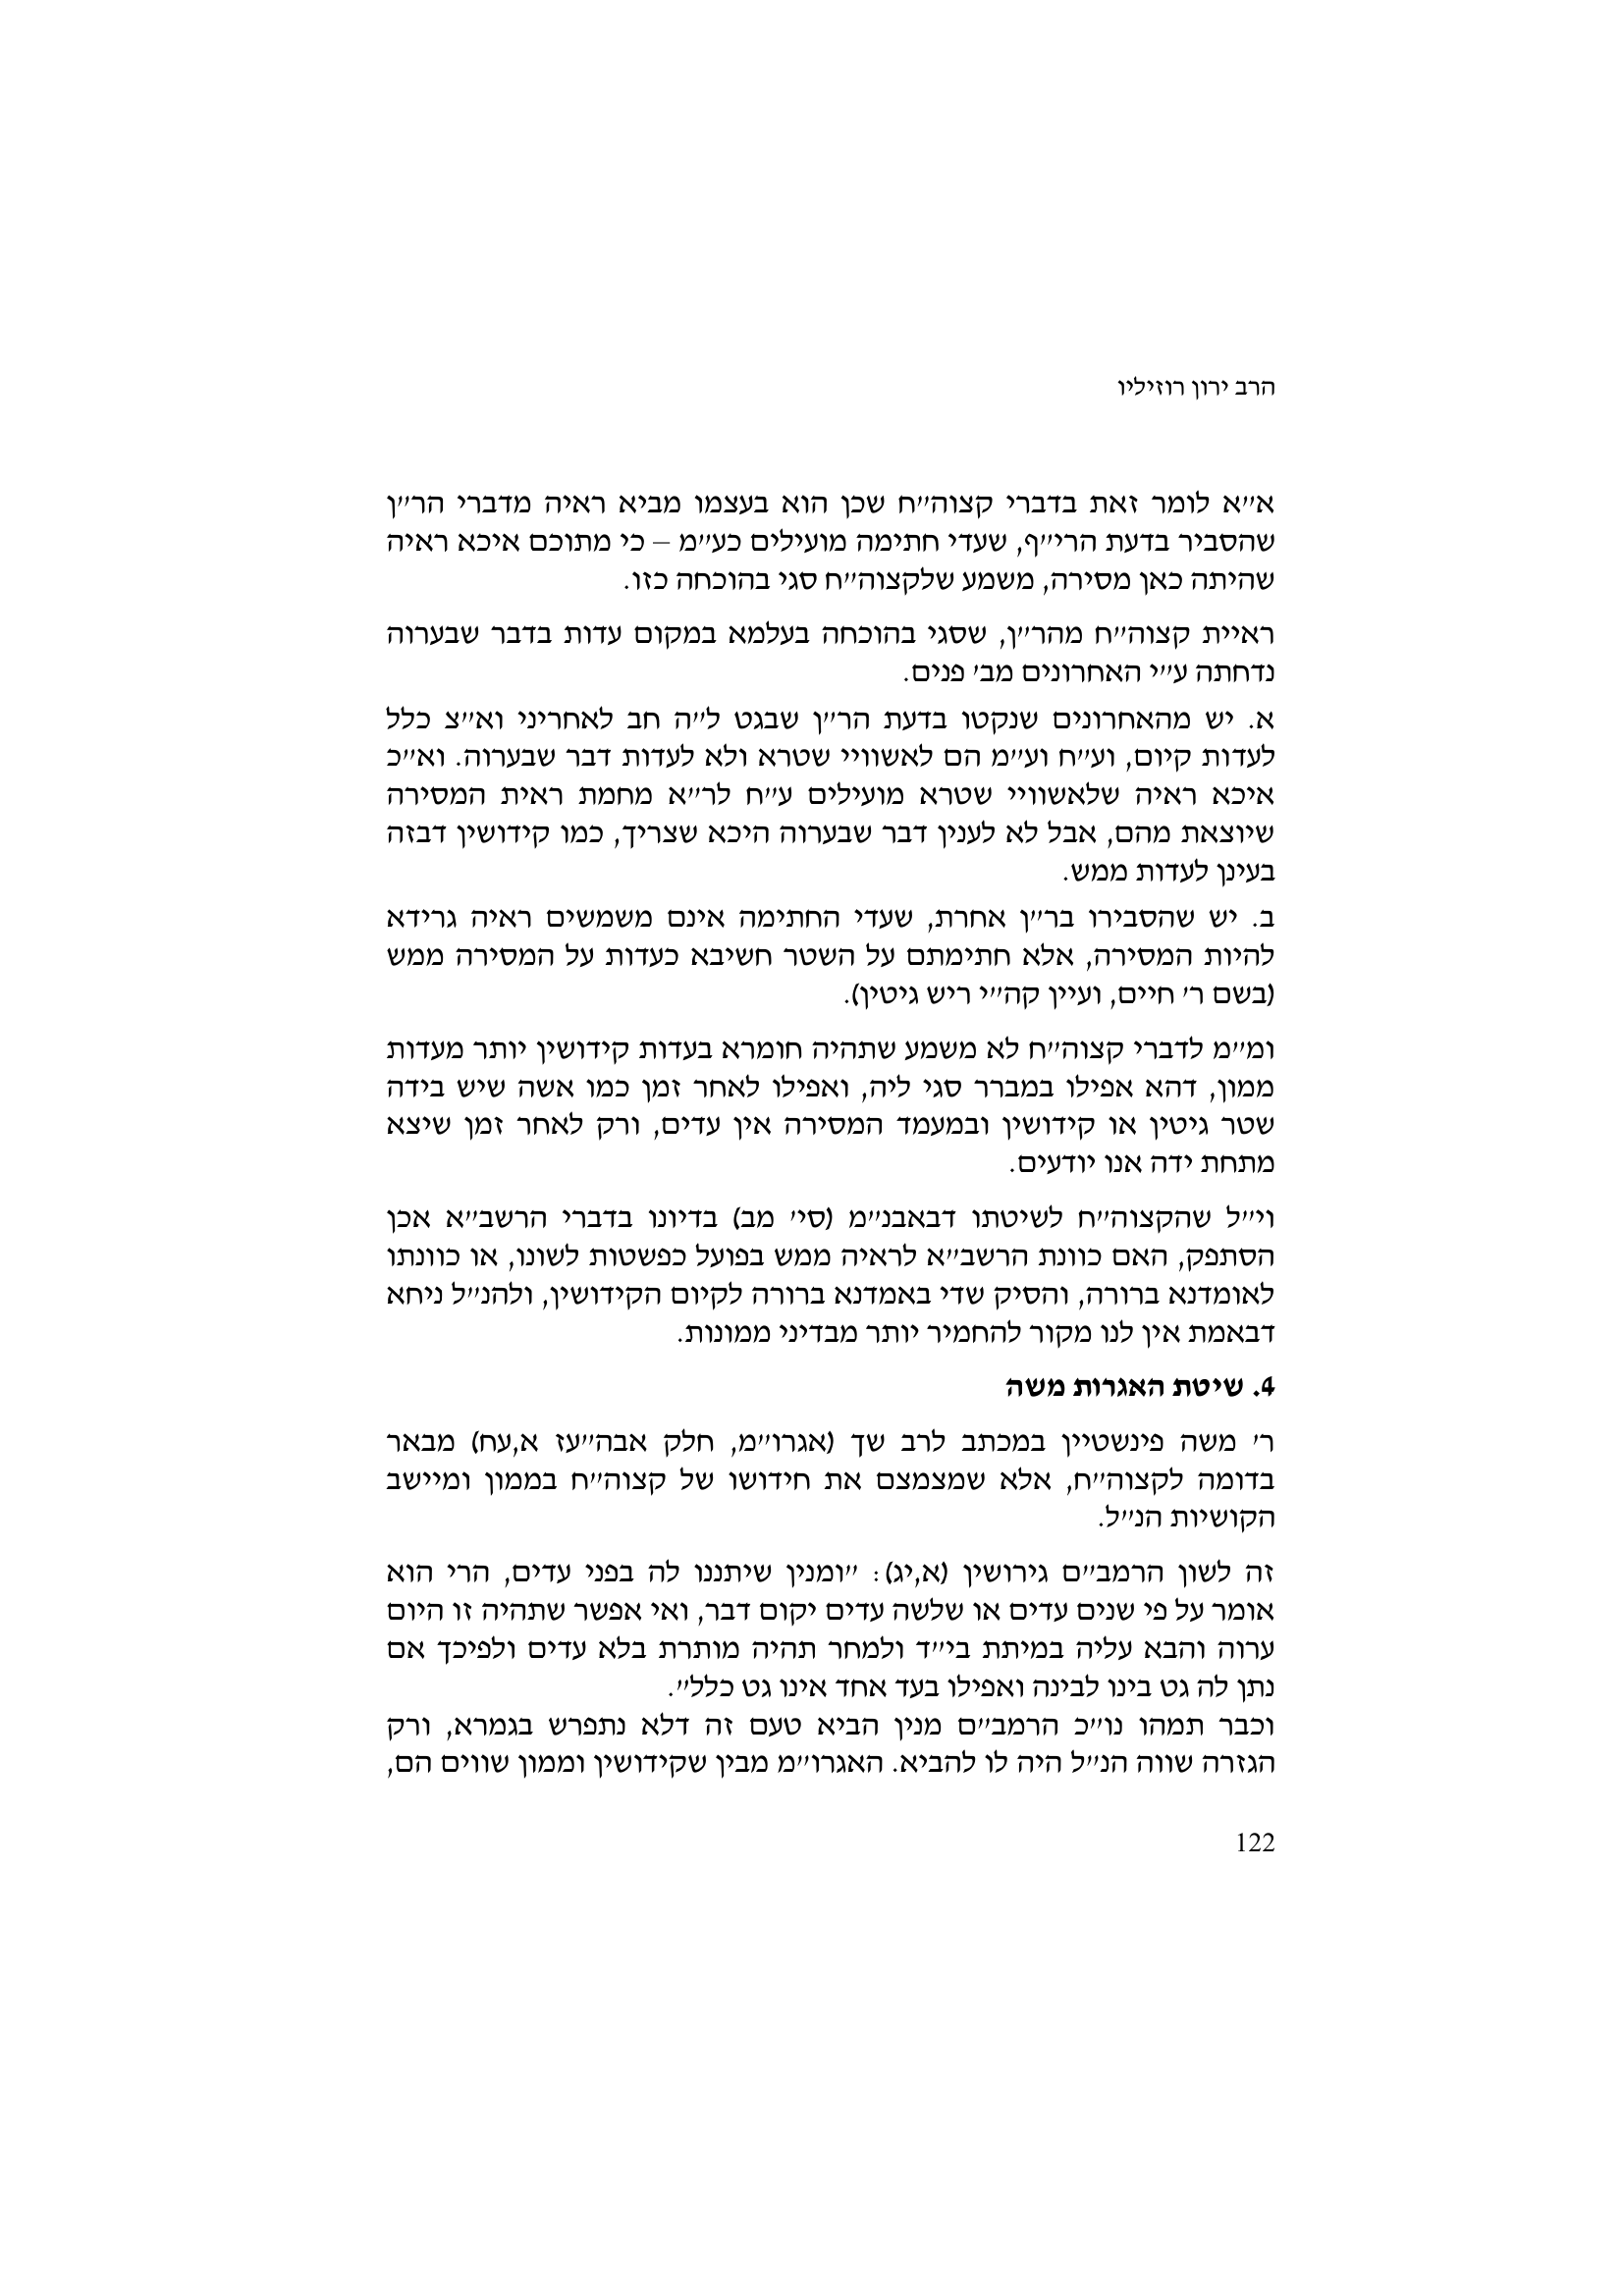 הרב ירון רוזיליו
א״א לומר זאת בדברי קצוה״ח שכן הוא בעצמו מביא ראיה מדברי הר״ן
שהסביר בדעת הרי״ף, שעדי חתימה מועילים כע״מ – כי מתוכם איכא ראיה
שהיתה כאן מסירה, משמע שלקצוה״ח סגי בהוכחה כזו.
ראיית קצוה״ח מהר״ן, שסגי בהוכחה בעלמא במקום עדות בדבר שבערוה
נדחתה ע״י האחרונים מב׳ פנים.
א. יש מהאחרונים שנקטו בדעת הר״ן שבגט ל״ה חב לאחריני וא״צ כלל
לעדות קיום, וע״ח וע״מ הם לאשוויי שטרא ולא לעדות דבר שבערוה. וא״כ
איכא ראיה שלאשוויי שטרא מועילים ע״ח לר״א מחמת ראית המסירה
שיוצאת מהם, אבל לא לענין דבר שבערוה היכא שצריך, כמו קידושין דבזה
בעינן לעדות ממש.
ב. יש שהסבירו בר״ן אחרת, שעדי החתימה אינם משמשים ראיה גרידא
להיות המסירה, אלא חתימתם על השטר חשיבא כעדות על המסירה ממש
(בשם ר׳ חיים, ועיין קה״י ריש גיטין).
ומ״מ לדברי קצוה״ח לא משמע שתהיה חומרא בעדות קידושין יותר מעדות
ממון, דהא אפילו במברר סגי ליה, ואפילו לאחר זמן כמו אשה שיש בידה
שטר גיטין או קידושין ובמעמד המסירה אין עדים, ורק לאחר זמן שיצא
מתחת ידה אנו יודעים.
וי״ל שהקצוה״ח לשיטתו דבאבנ״מ (סי׳ מב) בדיונו בדברי הרשב״א אכן
הסתפק, האם כוונת הרשב״א לראיה ממש בפועל כפשטות לשונו, או כוונתו
לאומדנא ברורה, והסיק שדי באמדנא ברורה לקיום הקידושין, ולהנ״ל ניחא
דבאמת אין לנו מקור להחמיר יותר מבדיני ממונות.
4. שיטת האגרות משה
ר׳ משה פינשטיין במכתב לרב שך (אגרו״מ, חלק אבה״עז א,עח) מבאר
בדומה לקצוה״ח, אלא שמצמצם את חידושו של קצוה״ח בממון ומיישב
הקושיות הנ״ל.
זה לשון הרמב״ם גירושין (א,יג): ״ומנין שיתננו לה בפני עדים, הרי הוא
אומר על פי שנים עדים או שלשה עדים יקום דבר, ואי אפשר שתהיה זו היום
ערוה והבא עליה במיתת בי״ד ולמחר תהיה מותרת בלא עדים ולפיכך אם
נתן לה גט בינו לבינה ואפילו בעד אחד אינו גט כלל״.
וכבר תמהו נו״כ הרמב״ם מנין הביא טעם זה דלא נתפרש בגמרא, ורק
הגזרה שווה הנ״ל היה לו להביא. האגרו״מ מבין שקידושין וממון שווים הם,
122